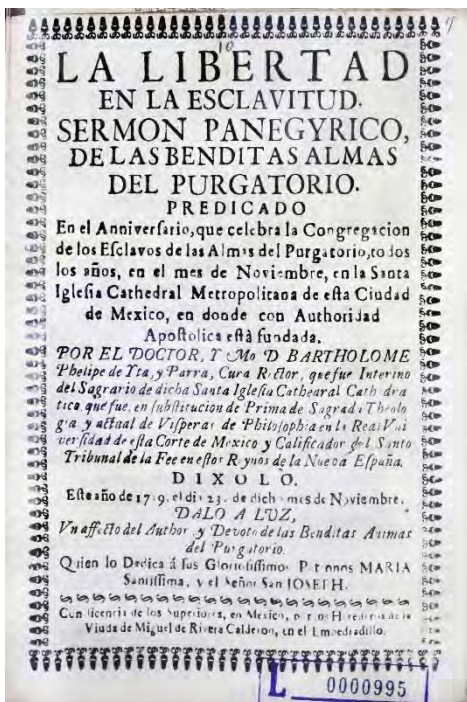 10
LA LIBERTAD
EN LA ESCLAVITUD.
SERMON PANEGYRICO,
DE LAS BENDITAS ALMAS
DEL PURGATORIO.
PREDICADO
En el Anniversario, que celebra la Congregacion
de los Esclavos de las Almas del Purgatorio, todos
los años, en el mes de Noviembre, en la Santa
Iglesia Cathedral Metropolitana de esta Ciudad
de Mexico, en donde con Authoridad
Apostolica està fundada.
POR EL DOCTOR, Y Mo D BARTHOLOME
Phelipe de Yta, y Parra, Cura Rector, que fue Interino
del Sagrario de dicha Santa Iglesia Cathedral Cathedra
tico que fue, en substitucion de Prima de Sagrada Theolo
gia y actual de Visperas de Philosophia en la Real Vni
versidad de esta Corte de Mexico y Calificador del Santo
Tribunal de la Fee en estos Reynos de la Nueva España.
DIXOLO.
Este año de el dia 23. de dicho mes de Noviembre.
DALO A LUZ,
Vn affecto del Author y Devoto de las Benditas Animas
del Purgatorio.
Quien lo Dedica á sus Gloriosissimos Patronos MARIA
Santissima, y el Señor San IOSEPH.
Con licencia de los Superiores, en Mexico, por los Herederos de la
Viuda de Miguel de Rivera Calderon, en el Empedradillo.
L 0000995